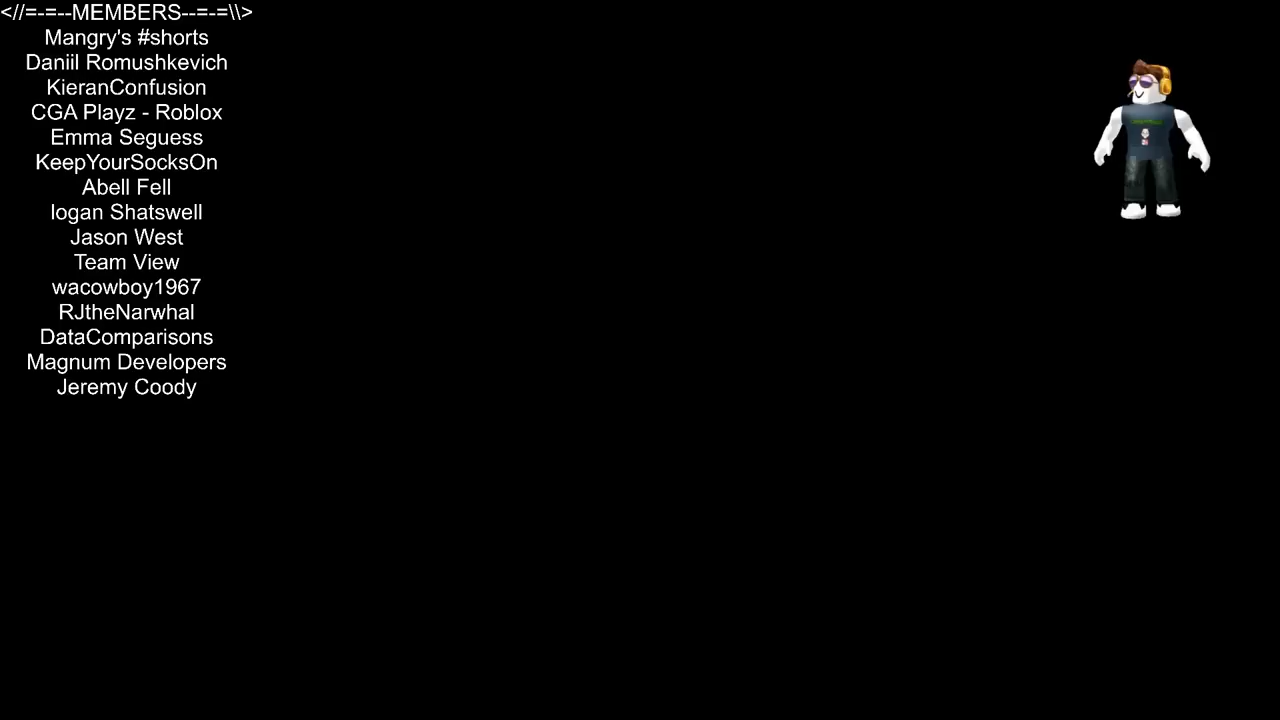 <//=-=--MEMBERS--=-=\\>
Mangry's #shorts
Daniil Romushkevich
KieranConfusion
CGA Playz - Roblox
Emma Seguess
KeepYourSocksOn
Abell Fell
logan Shatswell
Jason West
Team View
wacowboy1967
RJtheNarwhal
DataComparisons
Magnum Developers
Jeremy Coody